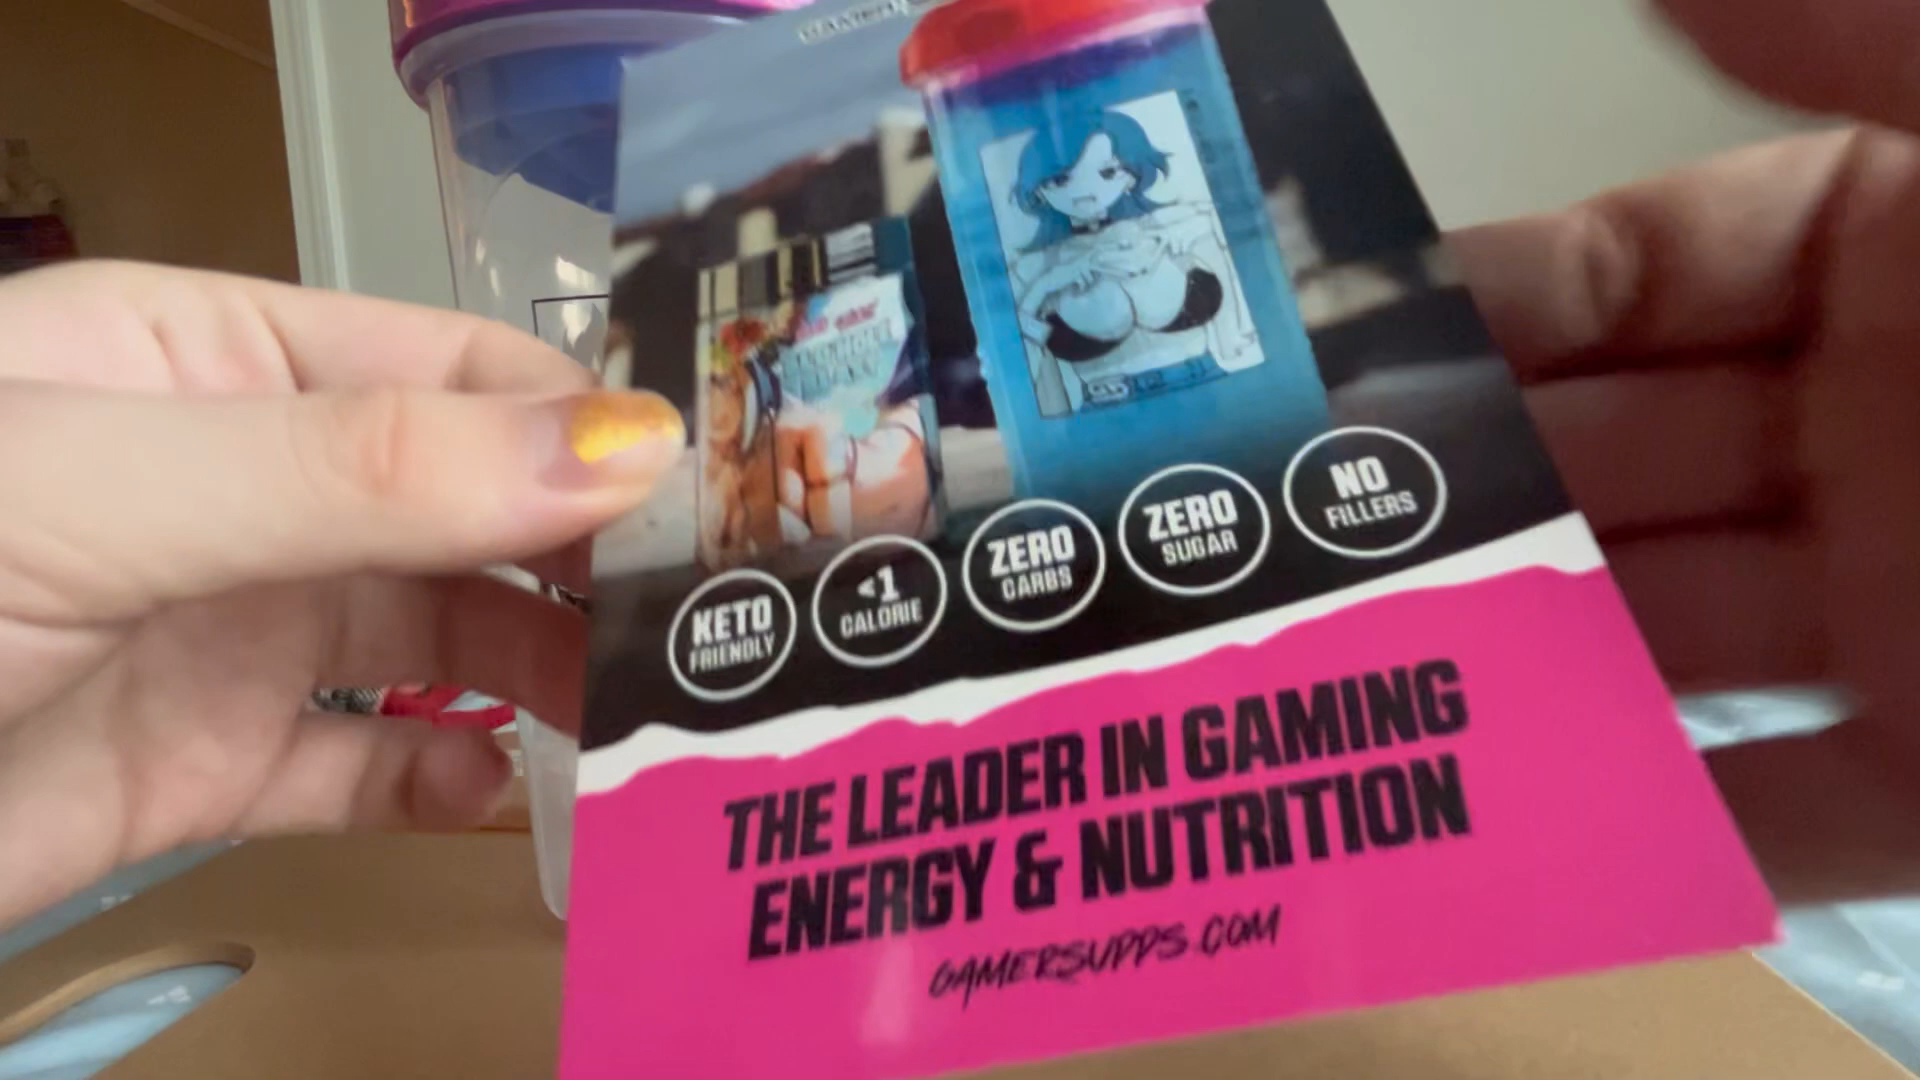 KETO
FRIENDLY
<1
CALORIE
ZERO
CARBS
ZERO
SUGAR
NO
FILLERS
THE LEADER IN GAMING
ENERGY & NUTRITION
GAMERSUPPS.COM